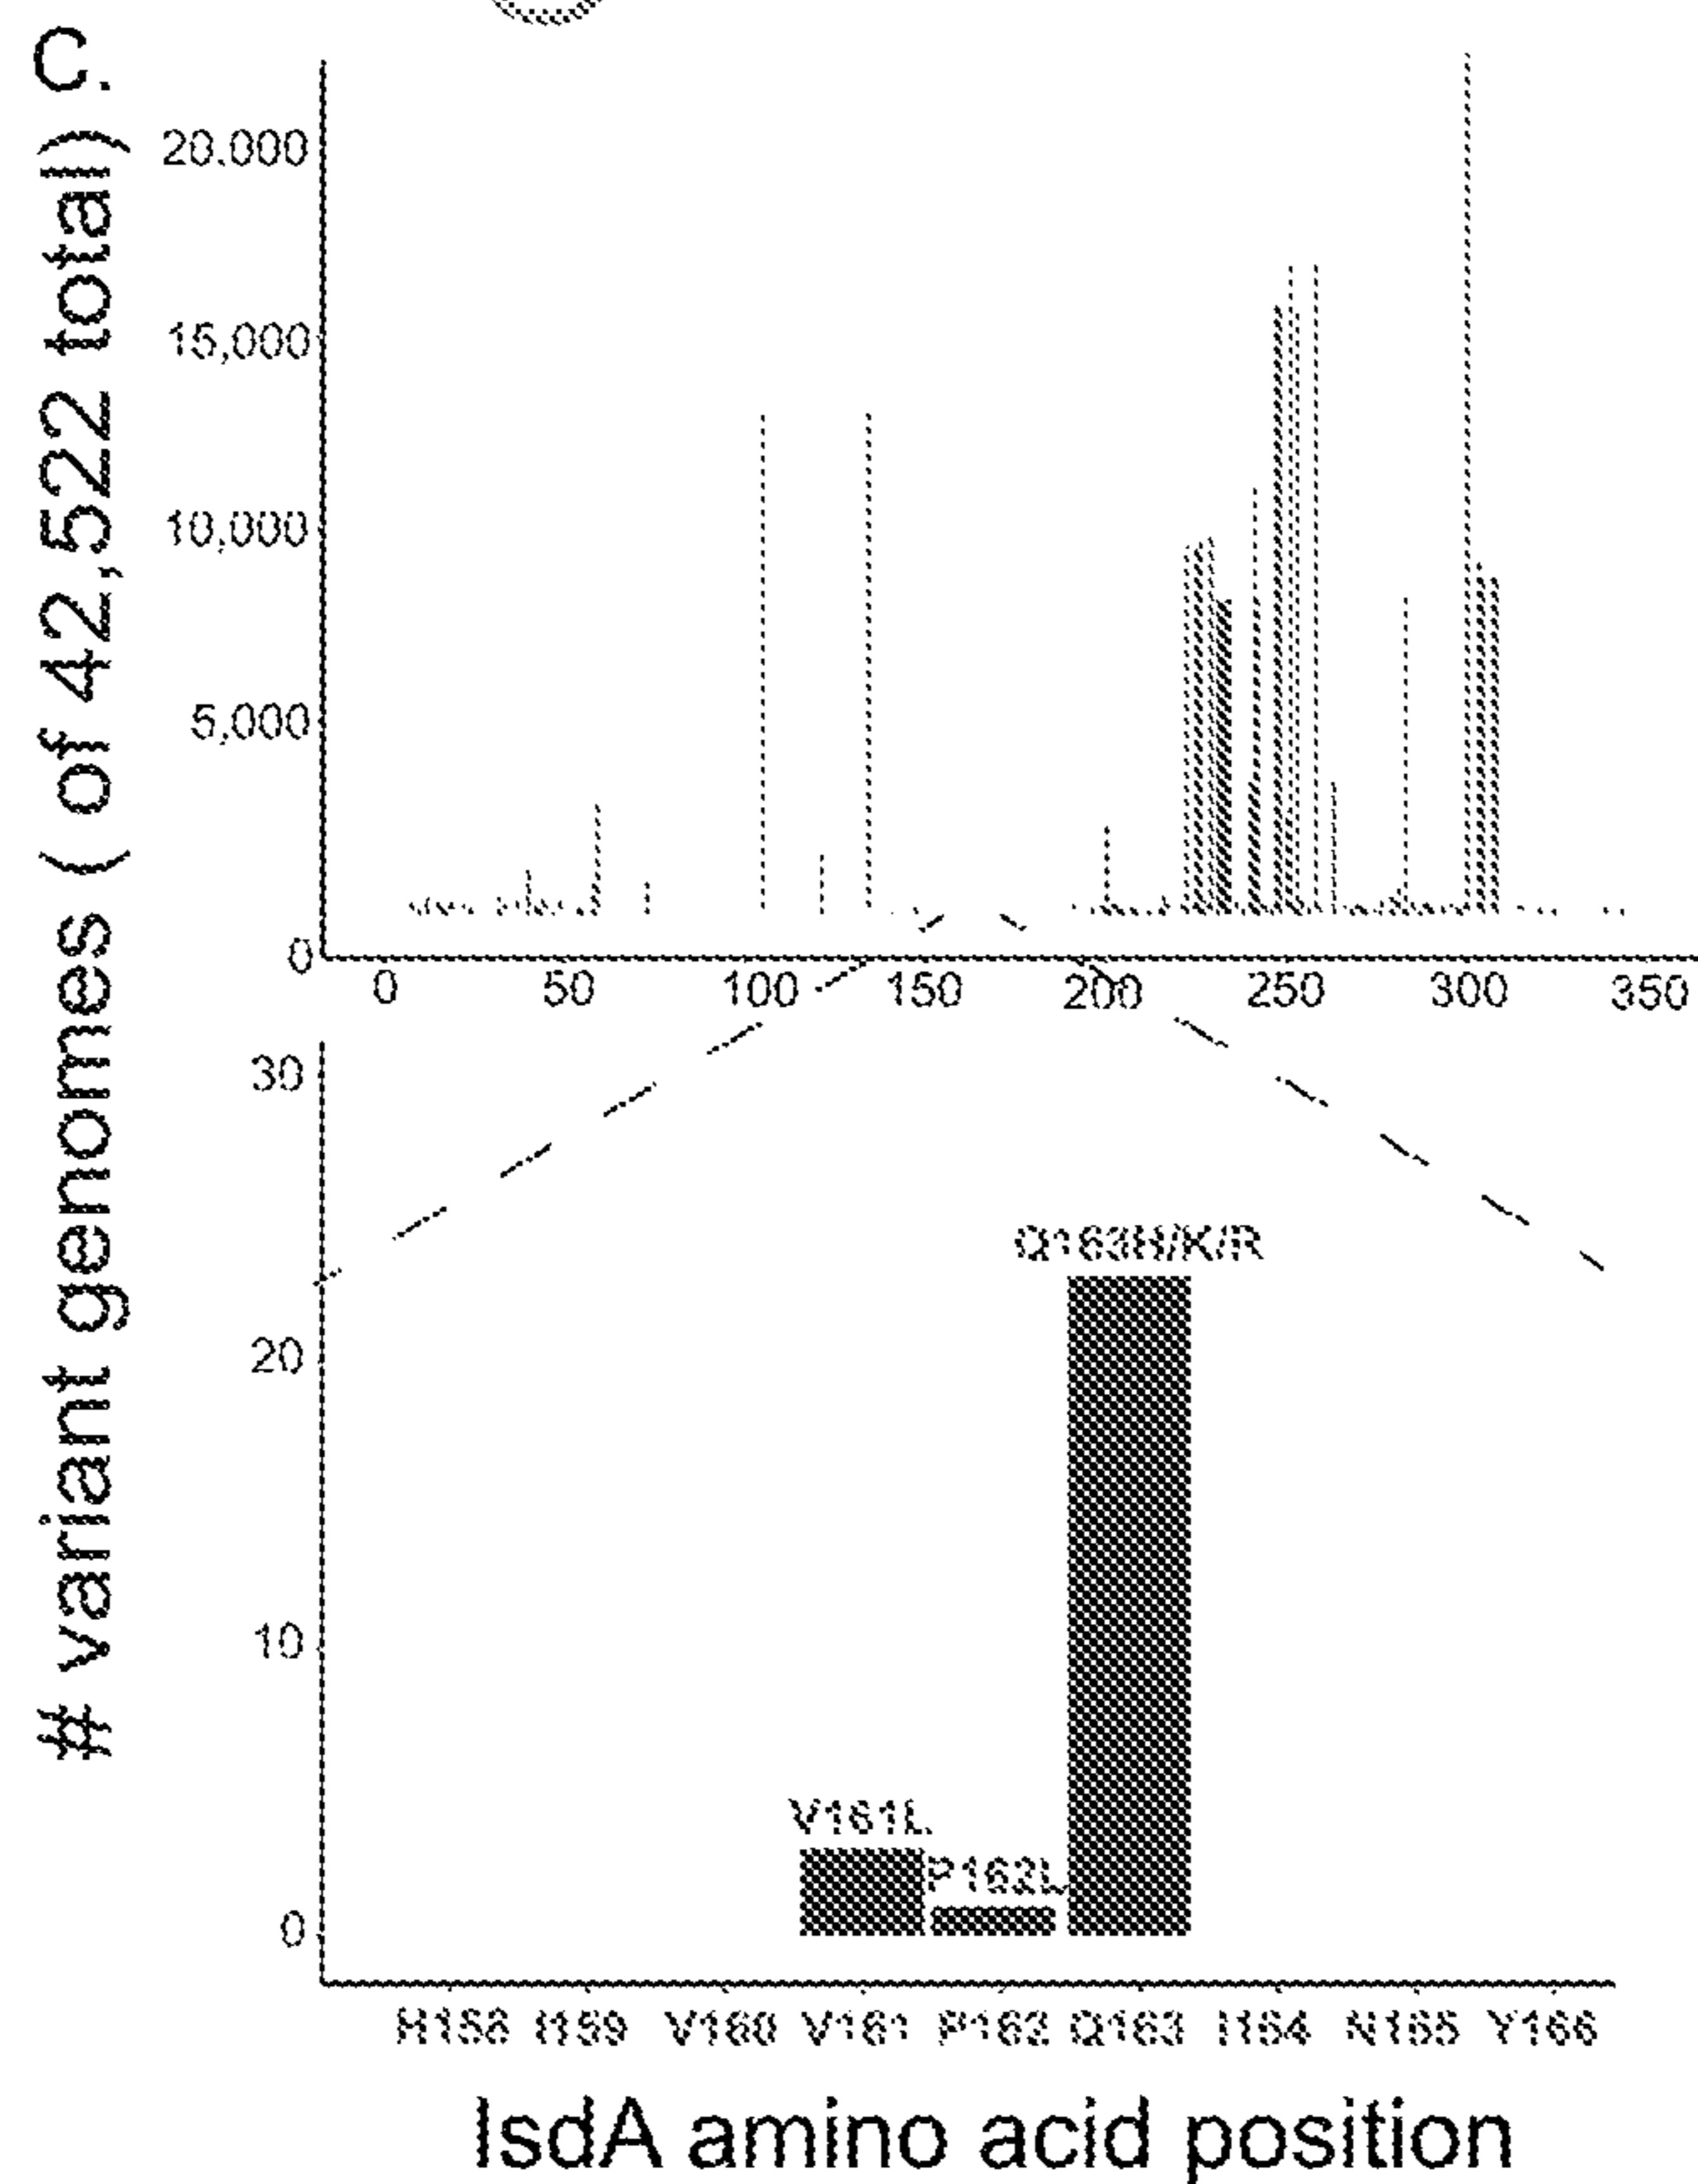 C.
# variant genomes ( of 42,522 total)
20,000
15,000
10,000
5,000
0
0 50 100 150 200 250 300 350
30
20
10
0
Q163H/K/R
V161L
P162L
H158 I159 V160 V161 P162 Q163 I164 N165 Y166
IsdA amino acid position